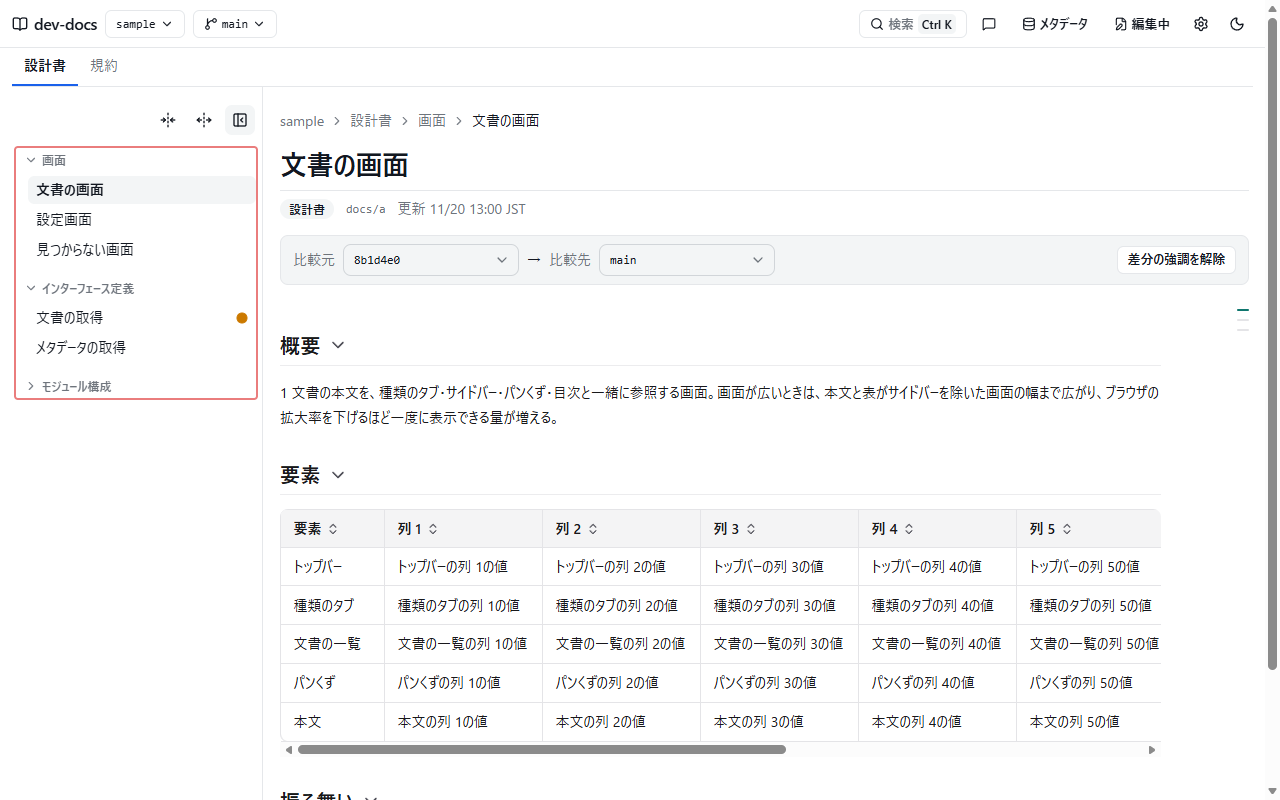 dev-docs sample main 検索 Ctrl K メタデータ 編集中
設計書 規約
sample > 設計書 > 画面 > 文書の画面
画面
文書の画面
設定画面
見つからない画面
インターフェース定義
文書の取得
メタデータの取得
モジュール構成
文書の画面
設計書 docs/a 更新 11/20 13:00 JST
比較元 8b1d4e0 → 比較先 main 差分の強調を解除
概要
1 文書の本文を、種類のタブ・サイドバー・パンくず・目次と一緒に参照する画面。画面が広いときは、本文と表がサイドバーを除いた画面の幅まで広がり、ブラウザの
拡大率を下げるほど一度に表示できる量が増える。
要素
要素 列 1 列 2 列 3 列 4 列 5
トップバー トップバーの列 1の値 トップバーの列 2の値 トップバーの列 3の値 トップバーの列 4の値 トップバーの列 5の値
種類のタブ 種類のタブの列 1の値 種類のタブの列 2の値 種類のタブの列 3の値 種類のタブの列 4の値 種類のタブの列 5の値
文書の一覧 文書の一覧の列 1の値 文書の一覧の列 2の値 文書の一覧の列 3の値 文書の一覧の列 4の値 文書の一覧の列 5の値
パンくず パンくずの列 1の値 パンくずの列 2の値 パンくずの列 3の値 パンくずの列 4の値 パンくずの列 5の値
本文 本文の列 1の値 本文の列 2の値 本文の列 3の値 本文の列 4の値 本文の列 5の値
振る舞い